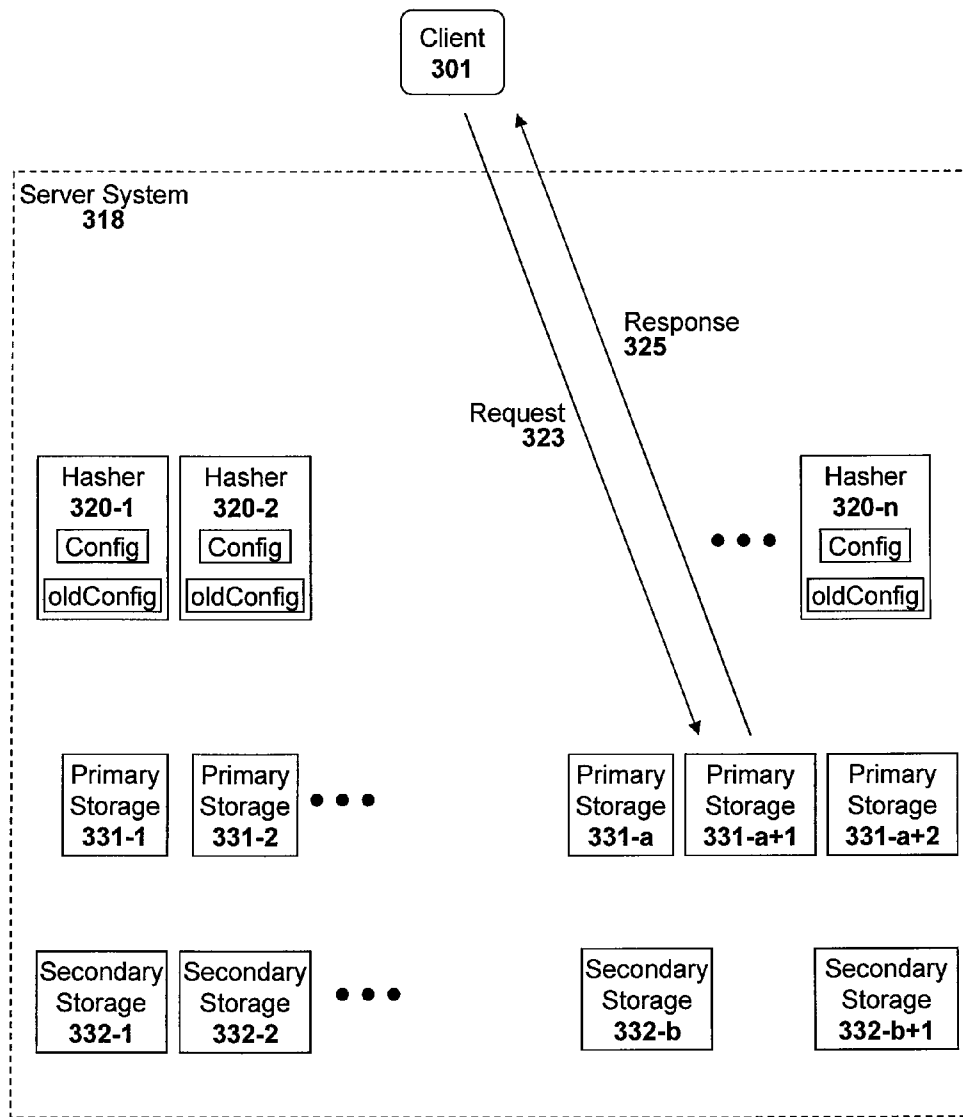 Client
301
Server System
318
Response
325
Request
323
Hasher
320-1
Config
oldConfig
Hasher
320-2
Config
oldConfig
Hasher
320-n
Config
oldConfig
Primary
Storage
331-1
Primary
Storage
331-2
Primary
Storage
331-a
Primary
Storage
331-a+1
Primary
Storage
331-a+2
Secondary
Storage
332-1
Secondary
Storage
332-2
Secondary
Storage
332-b
Secondary
Storage
332-b+1